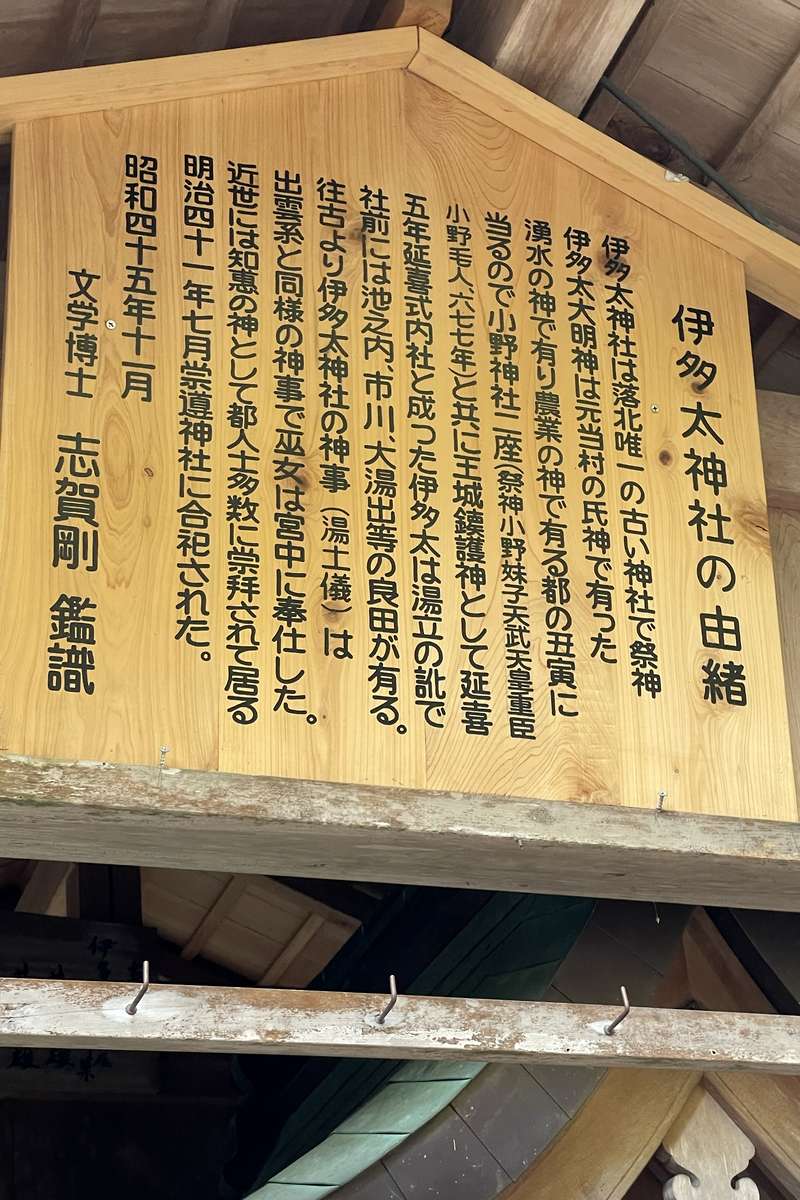 伊多太神社の由緒
伊多太神社は落北唯一の古い神社で祭神
伊多太大明神は元当村の氏神で有った
湧水の神で有り農業の神で有る都の丑寅に
当るので小野神社二座(祭神小野妹子天武天皇重臣
小野毛人、六七七年)と共に王城鎮護神として延喜
五年延喜式内社と成った伊多太は湯立の訛で
社前には池之内、市川、大湯出等の良田が有る。
往古より伊多太神社の神事(湯土儀)は
出雲系と同様の神事で巫女は宮中に奉仕した。
近世には知恵の神として都人士多数に崇拝されて居る
明治四十一年七月崇導神社に合祀された。
昭和四十五年十一月
文学博士 志賀剛 鑑識